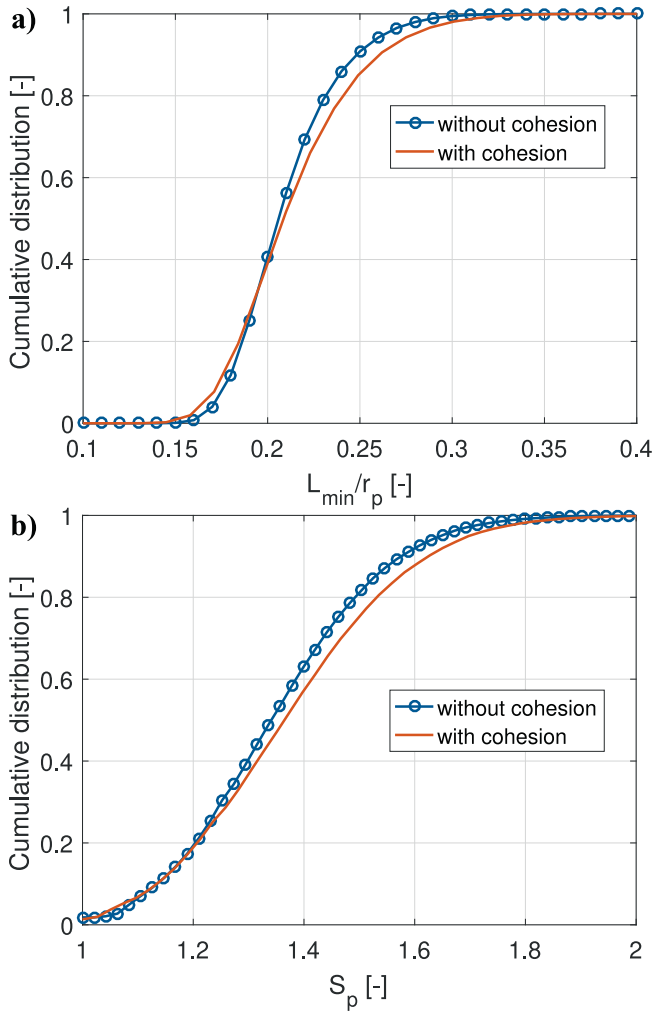 a)
1
0.8
0.6
0.4
0.2
0
Cumulative distribution [-]
without cohesion
with cohesion
0.1 0.15 0.2 0.25 0.3 0.35 0.4
L_min/r_p [-]
b)
1
0.8
0.6
0.4
0.2
0
Cumulative distribution [-]
without cohesion
with cohesion
1 1.2 1.4 1.6 1.8 2
S_p [-]